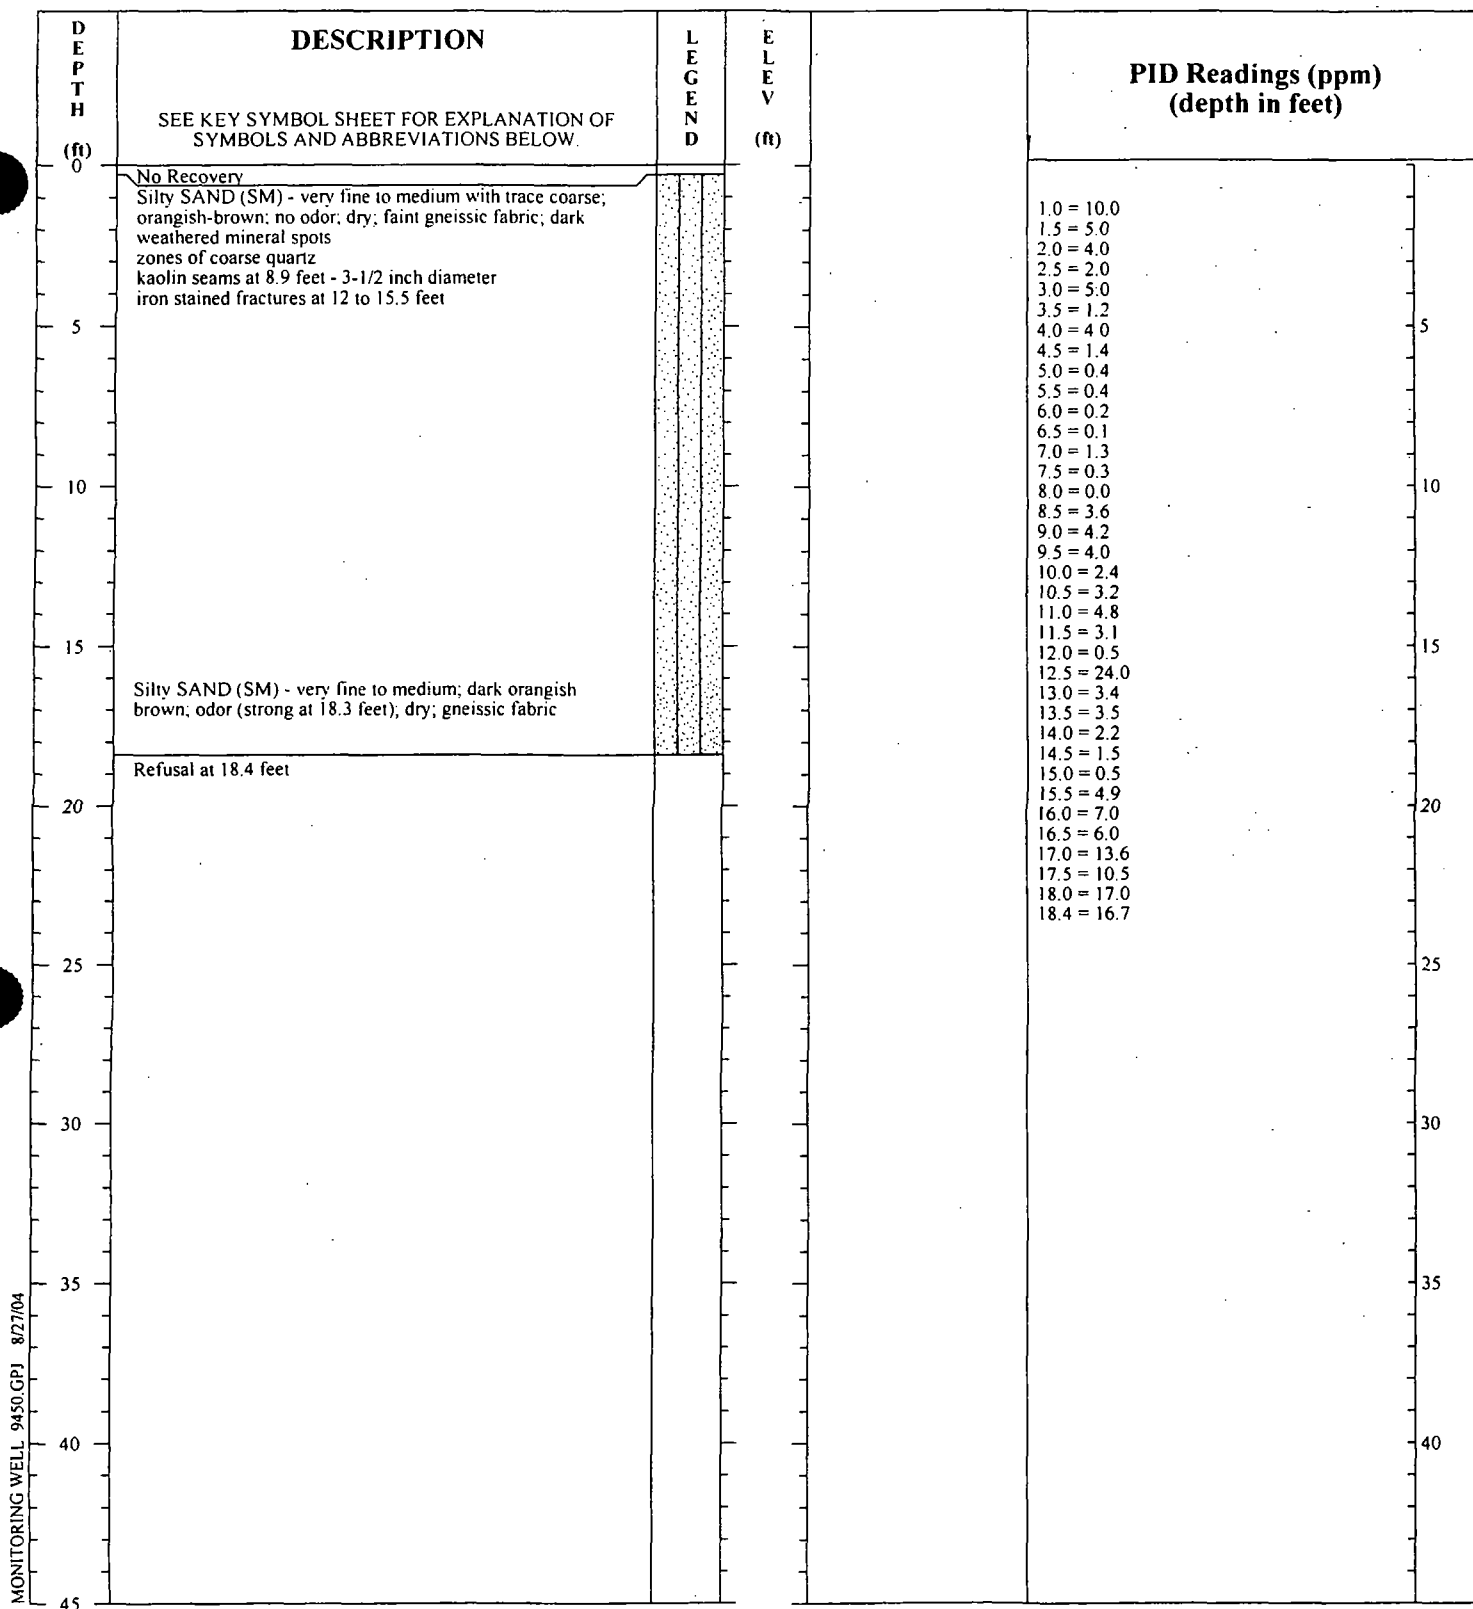 DEPTH (ft)
DESCRIPTION
SEE KEY SYMBOL SHEET FOR EXPLANATION OF
SYMBOLS AND ABBREVIATIONS BELOW.
LEGEND
ELEV (ft)
PID Readings (ppm)
(depth in feet)
0
No Recovery
Silty SAND (SM) - very fine to medium with trace coarse;
orangish-brown; no odor; dry; faint gneissic fabric; dark
weathered mineral spots
zones of coarse quartz
kaolin seams at 8.9 feet - 3-1/2 inch diameter
iron stained fractures at 12 to 15.5 feet
5
10
15
Silty SAND (SM) - very fine to medium; dark orangish
brown; odor (strong at 18.3 feet); dry; gneissic fabric
Refusal at 18.4 feet
20
25
30
35
40
45
1.0 = 10.0
1.5 = 5.0
2.0 = 4.0
2.5 = 2.0
3.0 = 5.0
3.5 = 1.2
4.0 = 4 0
4.5 = 1.4
5.0 = 0.4
5.5 = 0.4
6.0 = 0.2
6.5 = 0.1
7.0 = 1.3
7.5 = 0.3
8.0 = 0.0
8.5 = 3.6
9.0 = 4.2
9.5 = 4.0
10.0 = 2.4
10.5 = 3.2
11.0 = 4.8
11.5 = 3.1
12.0 = 0.5
12.5 = 24.0
13.0 = 3.4
13.5 = 3.5
14.0 = 2.2
14.5 = 1.5
15.0 = 0.5
15.5 = 4.9
16.0 = 7.0
16.5 = 6.0
17.0 = 13.6
17.5 = 10.5
18.0 = 17.0
18.4 = 16.7
5
10
15
20
25
30
35
40
MONITORING WELL 9450.GPJ 8/27/04